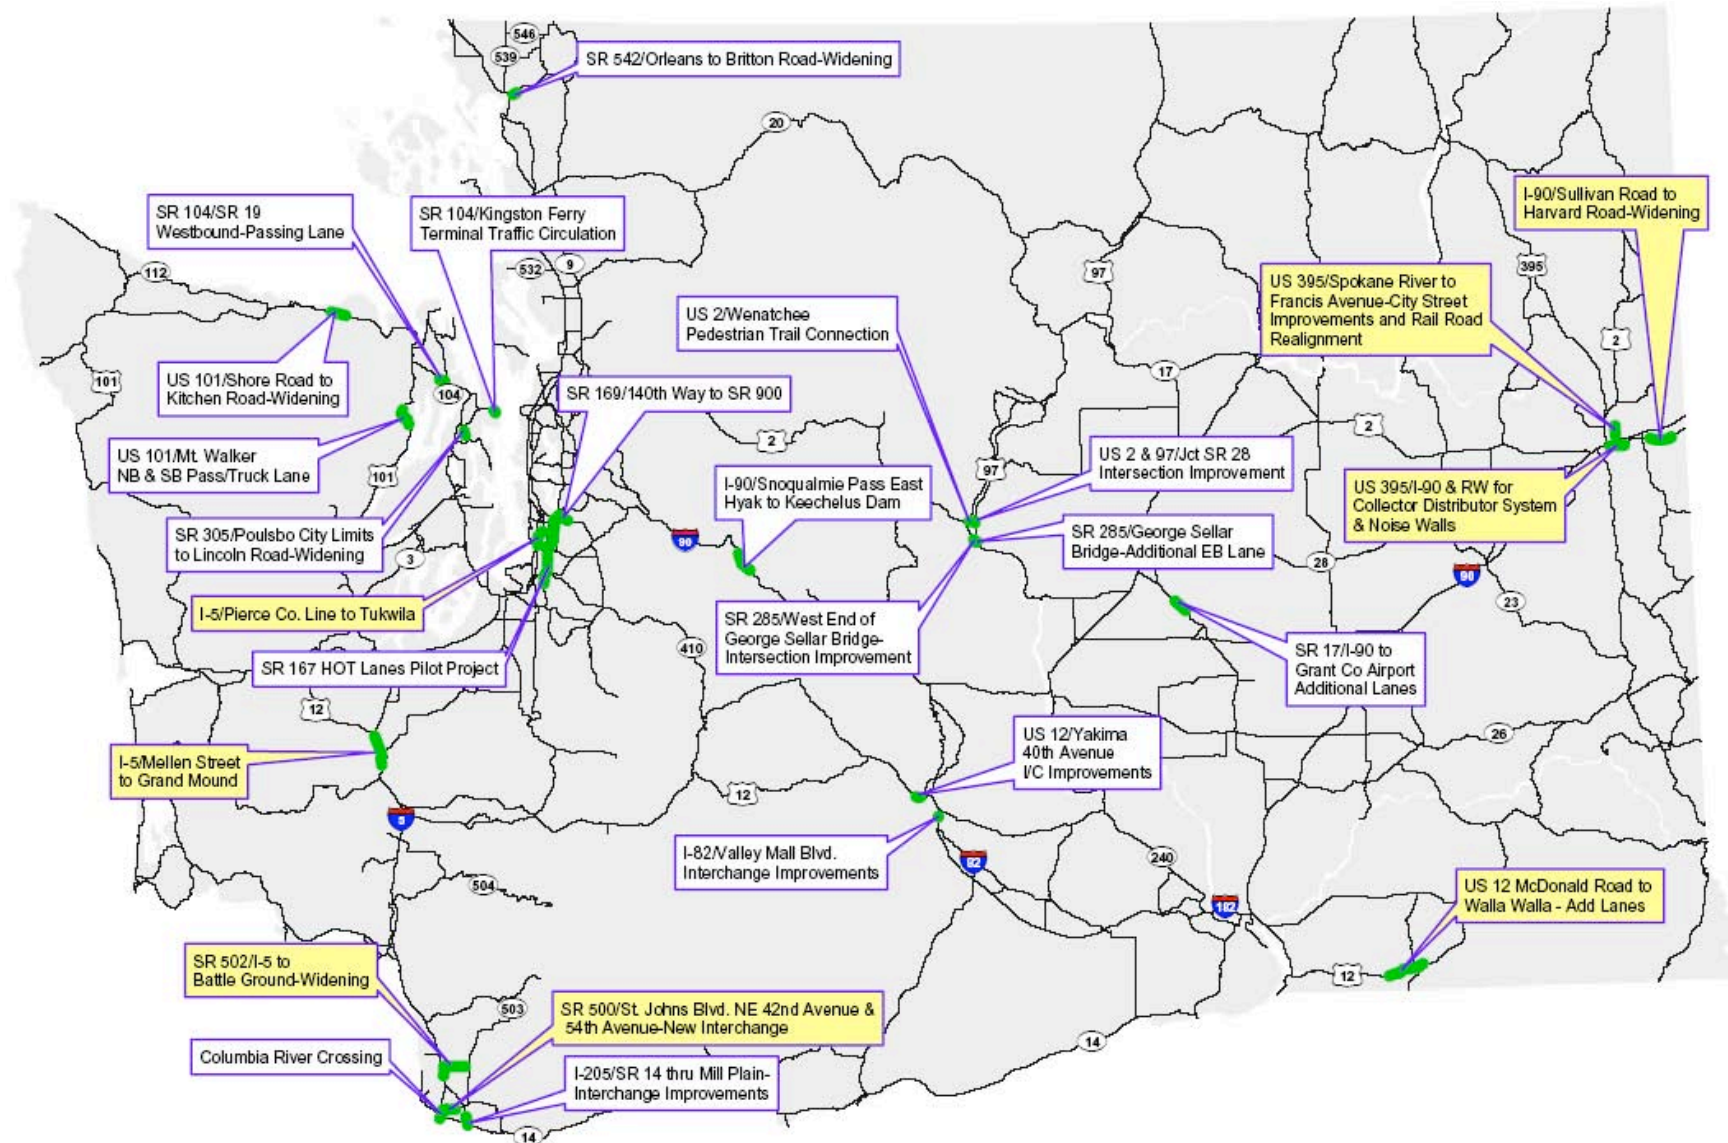 546
539
SR 542/Orleans to Britton Road-Widening
20
SR 104/SR 19
Westbound-Passing Lane
SR 104/Kingston Ferry
Terminal Traffic Circulation
I-90/Sullivan Road to
Harvard Road-Widening
112
532
9
97
395
US 395/Spokane River to
Francis Avenue-City Street
Improvements and Rail Road
Realignment
US 2/Wenatchee
Pedestrian Trail Connection
2
101
US 101/Shore Road to
Kitchen Road-Widening
104
SR 169/140th Way to SR 900
17
2
2
US 101/Mt. Walker
NB & SB Pass/Truck Lane
101
97
US 2 & 97/Jct SR 28
Intersection Improvement
I-90/Snoqualmie Pass East
Hyak to Keechelus Dam
US 395/I-90 & RW for
Collector Distributor System
& Noise Walls
SR 305/Poulsbo City Limits
to Lincoln Road-Widening
3
90
SR 285/George Sellar
Bridge-Additional EB Lane
28
90
I-5/Pierce Co. Line to Tukwila
SR 285/West End of
George Sellar Bridge-
Intersection Improvement
23
SR 167 HOT Lanes Pilot Project
410
SR 17/I-90 to
Grant Co Airport
Additional Lanes
12
I-5/Mellen Street
to Grand Mound
US 12/Yakima
40th Avenue
I/C Improvements
26
12
5
I-82/Valley Mall Blvd.
Interchange Improvements
82
240
504
182
US 12 McDonald Road to
Walla Walla - Add Lanes
SR 502/I-5 to
Battle Ground-Widening
12
503
SR 500/St. Johns Blvd. NE 42nd Avenue &
54th Avenue-New Interchange
Columbia River Crossing
14
I-205/SR 14 thru Mill Plain-
Interchange Improvements
14